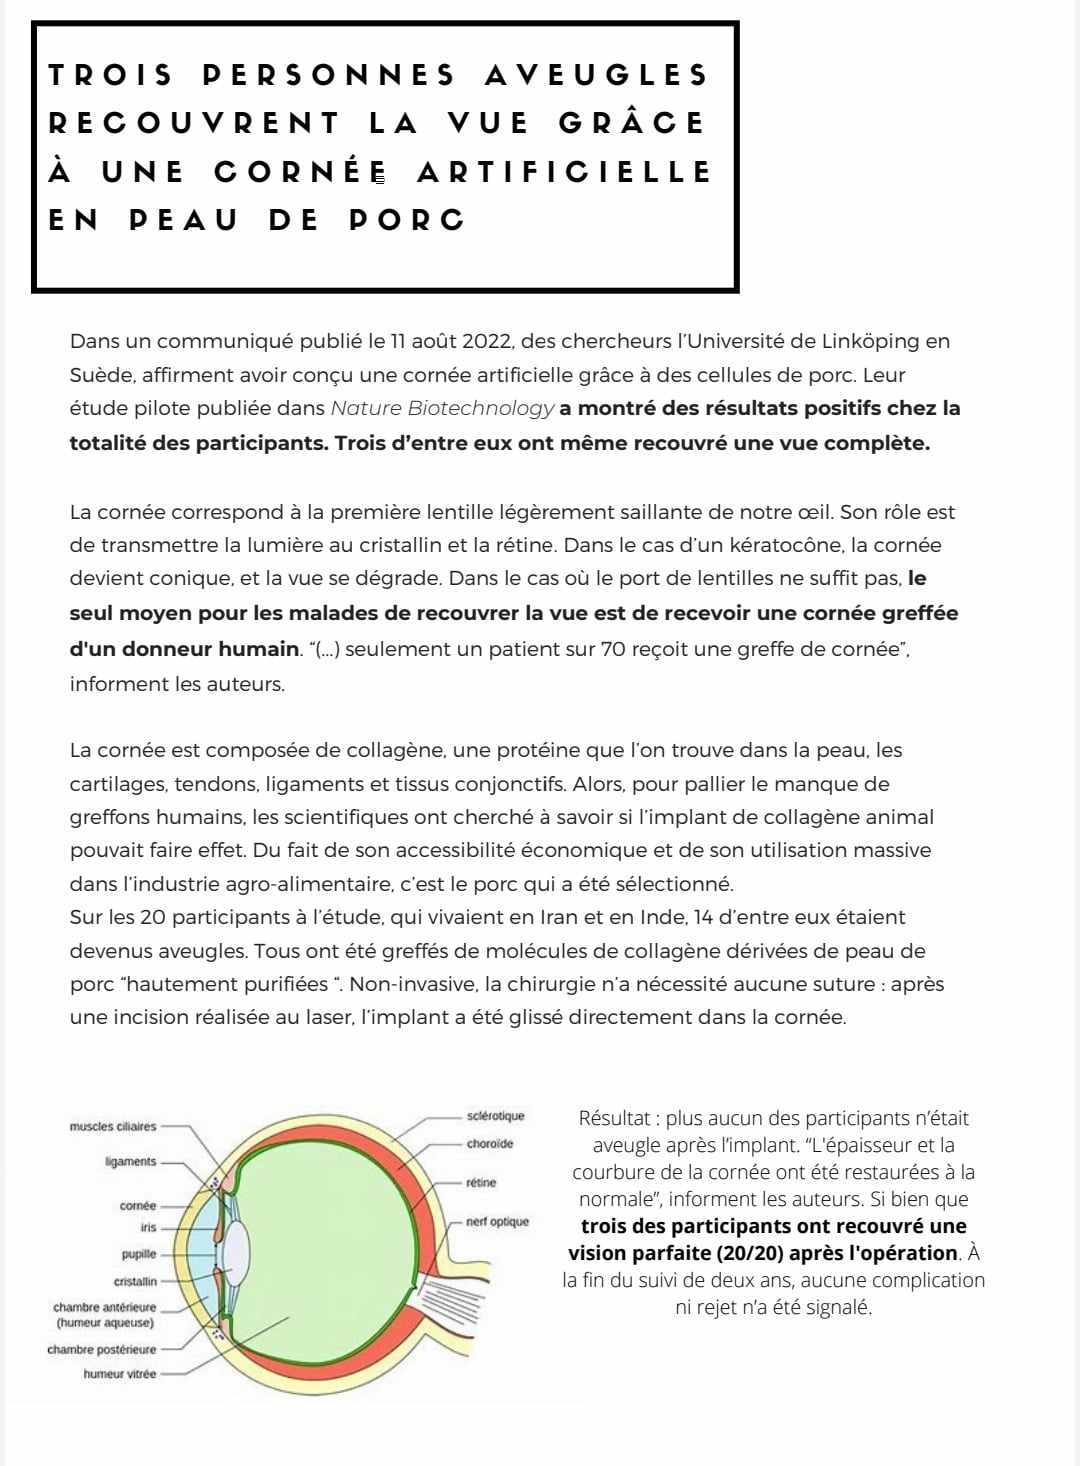 TROIS PERSONNES AVEUGLES
RECOUVRENT LA VUE GRÂCE
À UNE CORNÉE ARTIFICIELLE
EN PEAU DE PORC
Dans un communiqué publié le 11 août 2022, des chercheurs l'Université de Linköping en
Suède, affirment avoir conçu une cornée artificielle grâce à des cellules de porc. Leur
étude pilote publiée dans Nature Biotechnology a montré des résultats positifs chez la
totalité des participants. Trois d'entre eux ont même recouvré une vue complète.
La cornée correspond à la première lentille légèrement saillante de notre œil. Son rôle est
de transmettre la lumière au cristallin et la rétine. Dans le cas d'un kératocône, la cornée
devient conique, et la vue se dégrade. Dans le cas où le port de lentilles ne suffit pas, le
seul moyen pour les malades de recouvrer la vue est de recevoir une cornée greffée
d'un donneur humain. “(...) seulement un patient sur 70 reçoit une greffe de cornée”,
informent les auteurs.
La cornée est composée de collagène, une protéine que l'on trouve dans la peau, les
cartilages, tendons, ligaments et tissus conjonctifs. Alors, pour pallier le manque de
greffons humains, les scientifiques ont cherché à savoir si l'implant de collagène animal
pouvait faire effet. Du fait de son accessibilité économique et de son utilisation massive
dans l'industrie agro-alimentaire, c'est le porc qui a été sélectionné.
Sur les 20 participants à l'étude, qui vivaient en Iran et en Inde, 14 d'entre eux étaient
devenus aveugles. Tous ont été greffés de molécules de collagène dérivées de peau de
porc “hautement purifiées “. Non-invasive, la chirurgie n'a nécessité aucune suture : après
une incision réalisée au laser, l'implant a été glissé directement dans la cornée.
muscles ciliaires
ligaments
cornée
iris
pupille
cristallin
chambre antérieure
(humeur aqueuse)
chambre postérieure
humeur vitrée
sclérotique
choroïde
rétine
nerf optique
Résultat : plus aucun des participants n'était
aveugle après l'implant. “L'épaisseur et la
courbure de la cornée ont été restaurées à la
normale”, informent les auteurs. Si bien que
trois des participants ont recouvré une
vision parfaite (20/20) après l'opération. À
la fin du suivi de deux ans, aucune complication
ni rejet n'a été signalé.